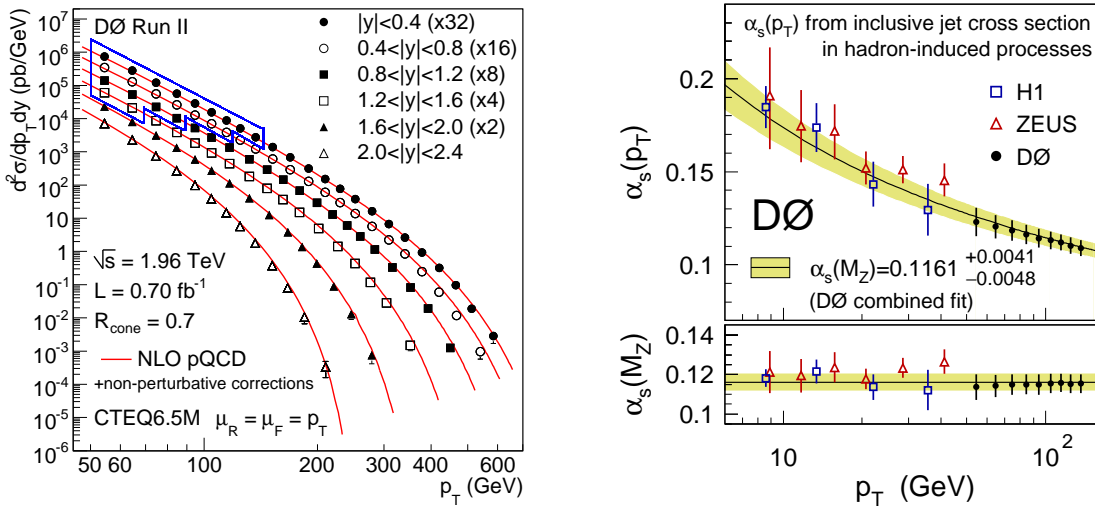 DØ Run II
|y|<0.4 (x32)
0.4<|y|<0.8 (x16)
0.8<|y|<1.2 (x8)
1.2<|y|<1.6 (x4)
1.6<|y|<2.0 (x2)
2.0<|y|<2.4
d²σ/dp_T dy (pb/GeV)
10⁷
10⁶
10⁵
10⁴
10³
10²
10
1
10⁻¹
10⁻²
10⁻³
10⁻⁴
10⁻⁵
10⁻⁶
√s = 1.96 TeV
L = 0.70 fb⁻¹
R_cone = 0.7
NLO pQCD
+non-perturbative corrections
CTEQ6.5M μ_R = μ_F = p_T
50 60 100 200 300 400 600
p_T (GeV)
α_s(p_T) from inclusive jet cross section
in hadron-induced processes
H1
ZEUS
DØ
α_s(p_T)
0.2
0.15
0.1
DØ
α_s(M_Z)=0.1161 +0.0041 −0.0048
(DØ combined fit)
α_s(M_Z)
0.14
0.12
0.1
10 10²
p_T (GeV)